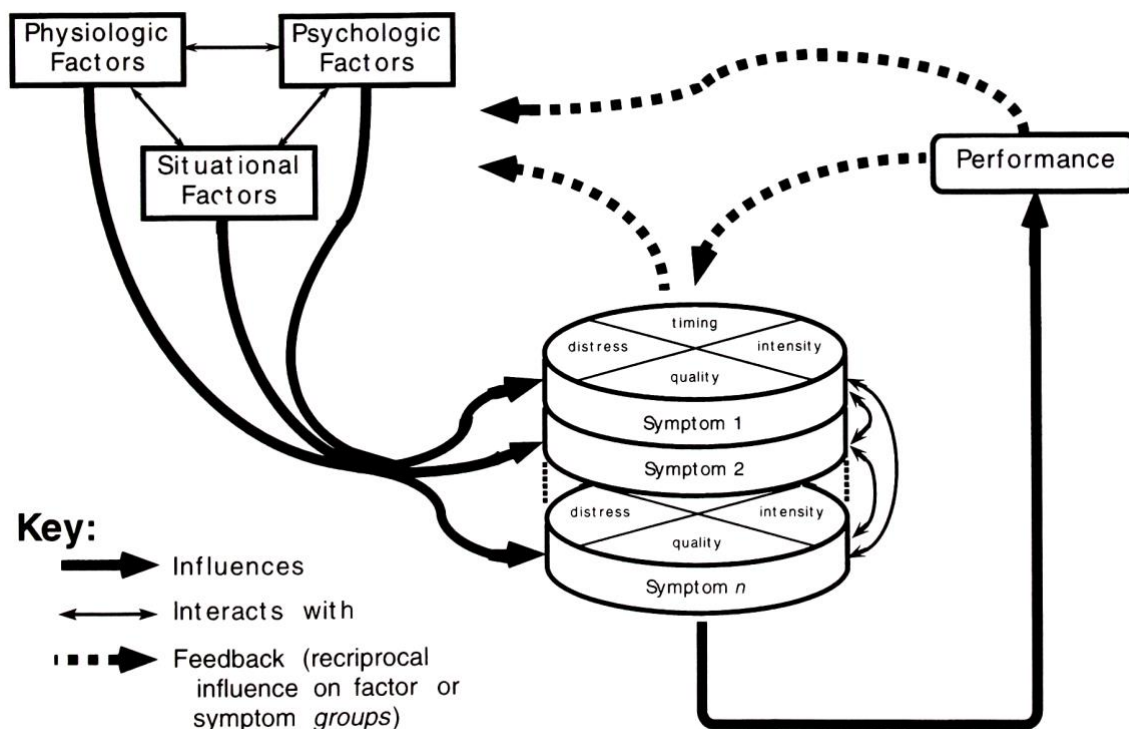 Physiologic
Factors
Psychologic
Factors
Situational
Factors
Performance
timing
distress
intensity
quality
Symptom 1
Symptom 2
distress
intensity
quality
Symptom n
Key:
Influences
Interacts with
Feedback (recriprocal
influence on factor or
symptom groups)